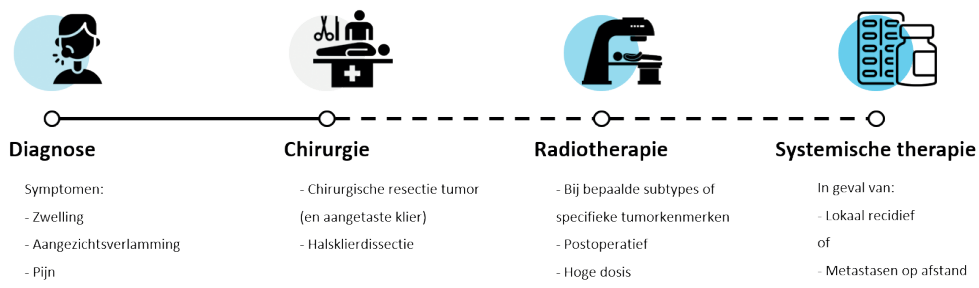 Diagnose
Symptomen:
- Zwelling
- Aangezichtsverlamming
- Pijn
Chirurgie
- Chirurgische resectie tumor
(en aangetaste klier)
- Halsklierdissectie
Radiotherapie
- Bij bepaalde subtypes of
specifieke tumorkenmerken
- Postoperatief
- Hoge dosis
Systemische therapie
In geval van:
- Lokaal recidief
of
- Metastasen op afstand